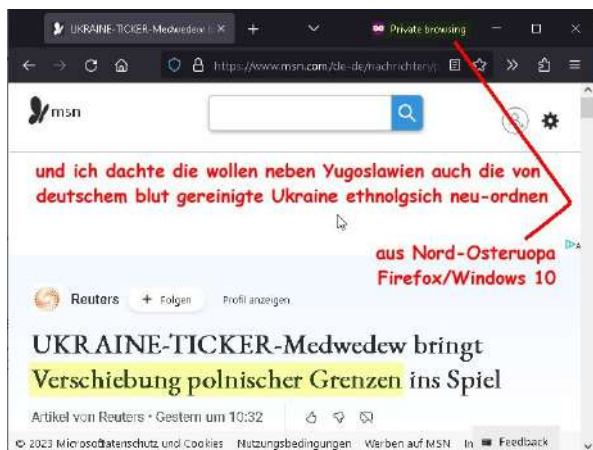 UKRAINE-TICKER-Medwedew
Private browsing
https://www.msn.com/de-de/nachrichten/p
msn
und ich dachte die wollen neben Yugoslawien auch die von
deutschem blut gereinigte Ukraine ethnolgsich neu-ordnen
aus Nord-Osteruopa
Firefox/Windows 10
Reuters + Folgen Profil anzeigen
UKRAINE-TICKER-Medwedew bringt
Verschiebung polnischer Grenzen ins Spiel
Artikel von Reuters • Gestern um 10:32
© 2023 Microsoft atenschutz und Cookies Nutzungsbedingungen Werben auf MSN In Feedback